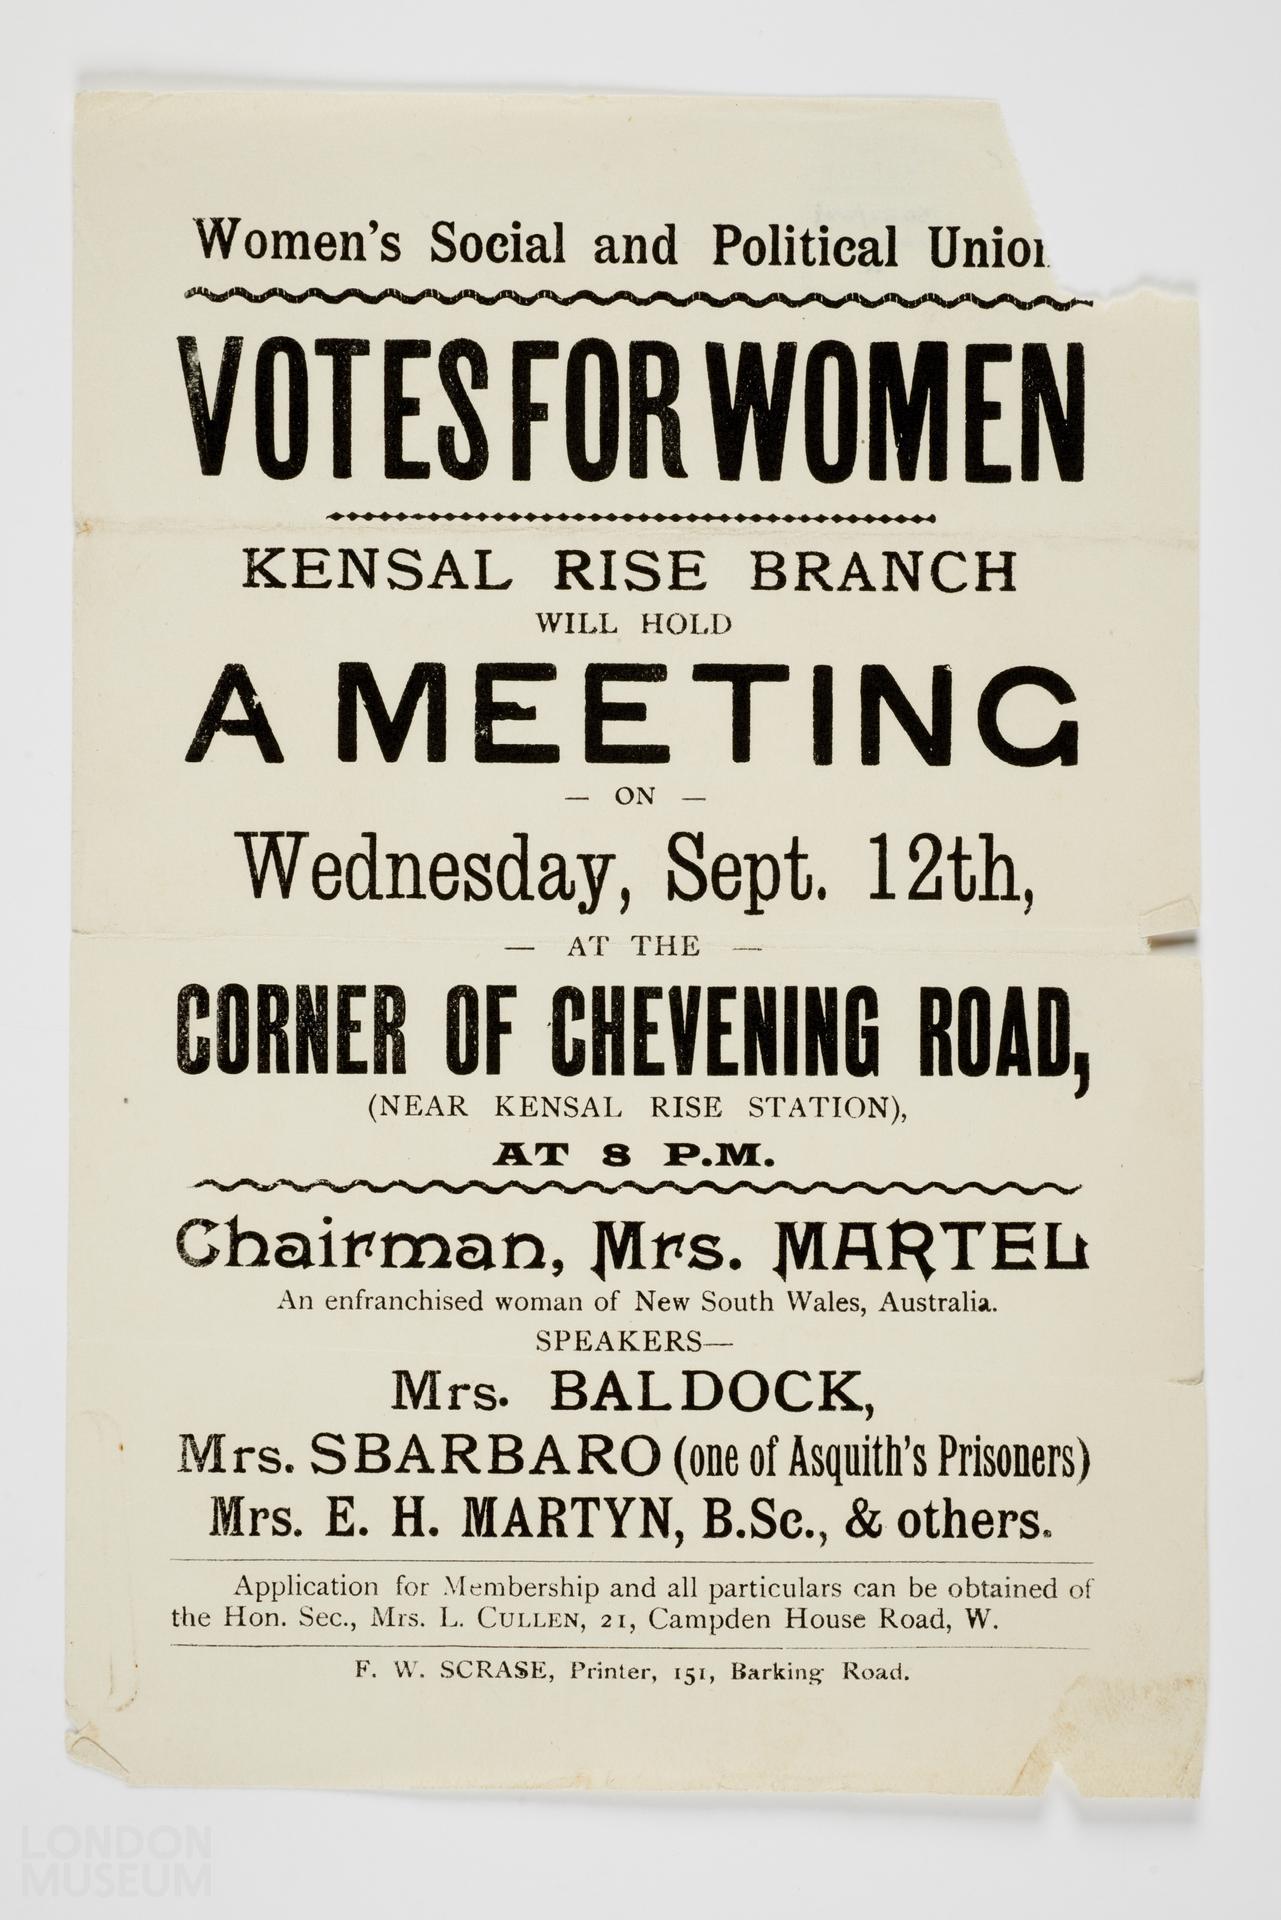 Women's Social and Political Union
VOTES FOR WOMEN
KENSAL RISE BRANCH
WILL HOLD
A MEETING
— ON —
Wednesday, Sept. 12th,
— AT THE —
CORNER OF CHEVENING ROAD,
(NEAR KENSAL RISE STATION),
AT 8 P.M.
Chairman, Mrs. MARTEL
An enfranchised woman of New South Wales, Australia.
SPEAKERS—
Mrs. BALDOCK,
Mrs. SBARBARO (one of Asquith's Prisoners)
Mrs. E. H. MARTYN, B.Sc., & others.
Application for Membership and all particulars can be obtained of
the Hon. Sec., Mrs. L. CULLEN, 21, Campden House Road, W.
F. W. SCRASE, Printer, 151, Barking Road.
LONDON
MUSEUM